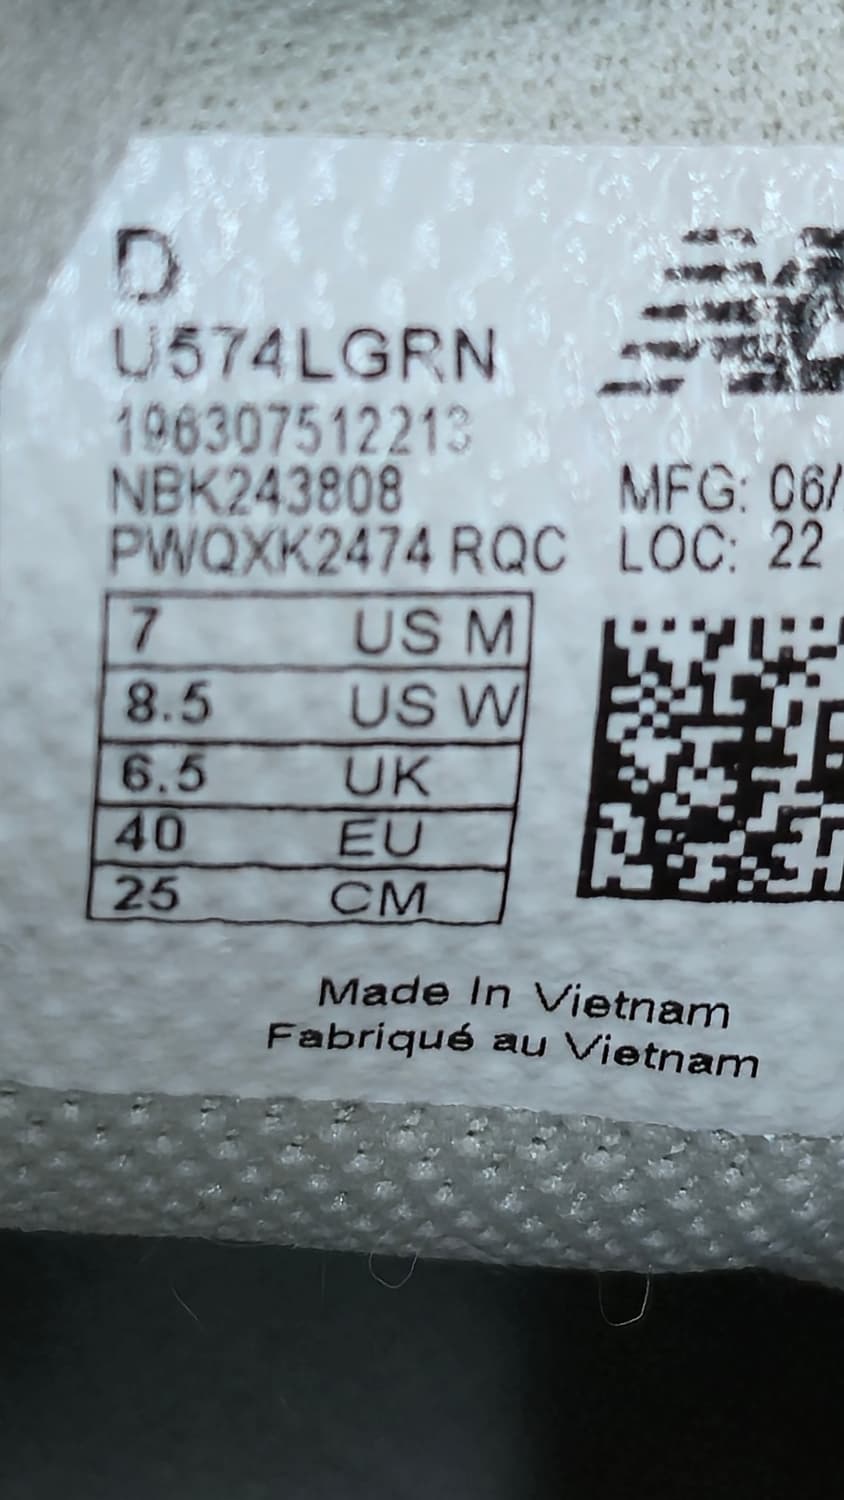 D
U574LGRN
196307512213
NBK243808
PWQXK2474 RQC
MFG: 06/
LOC: 22
7 US M
8.5 US W
6.5 UK
40 EU
25 CM
Made In Vietnam
Fabriqué au Vietnam